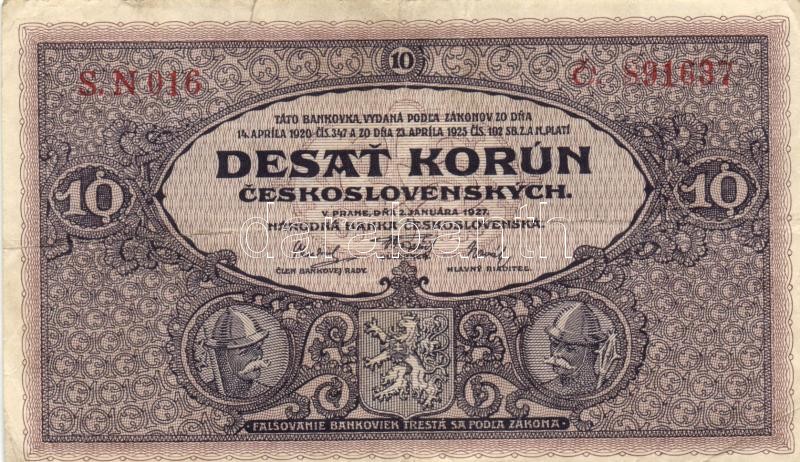 10
S. N 016
Č. 891637
TÁTO BANKOVKA, VYDANÁ PODĽA ZÁKONOV ZO DŇA
14. APRÍLA 1920 ČÍS. 347 A ZO DŇA 23. APRÍLA 1925 ČÍS. 102 SB. Z. A N. PLATÍ
DESAŤ KORÚN
ČESKOSLOVENSKÝCH.
V PRAHE, DŇA 2. JANUÁRA 1927.
NÁRODNÁ BANKA ČESKOSLOVENSKÁ.
darabanth
ČLEN BANKOVEJ RADY.
HLAVNÝ RIADITEL.
10
10
FALŠOVANIE BANKOVIEK TRESTÁ SA PODĽA ZÁKONA